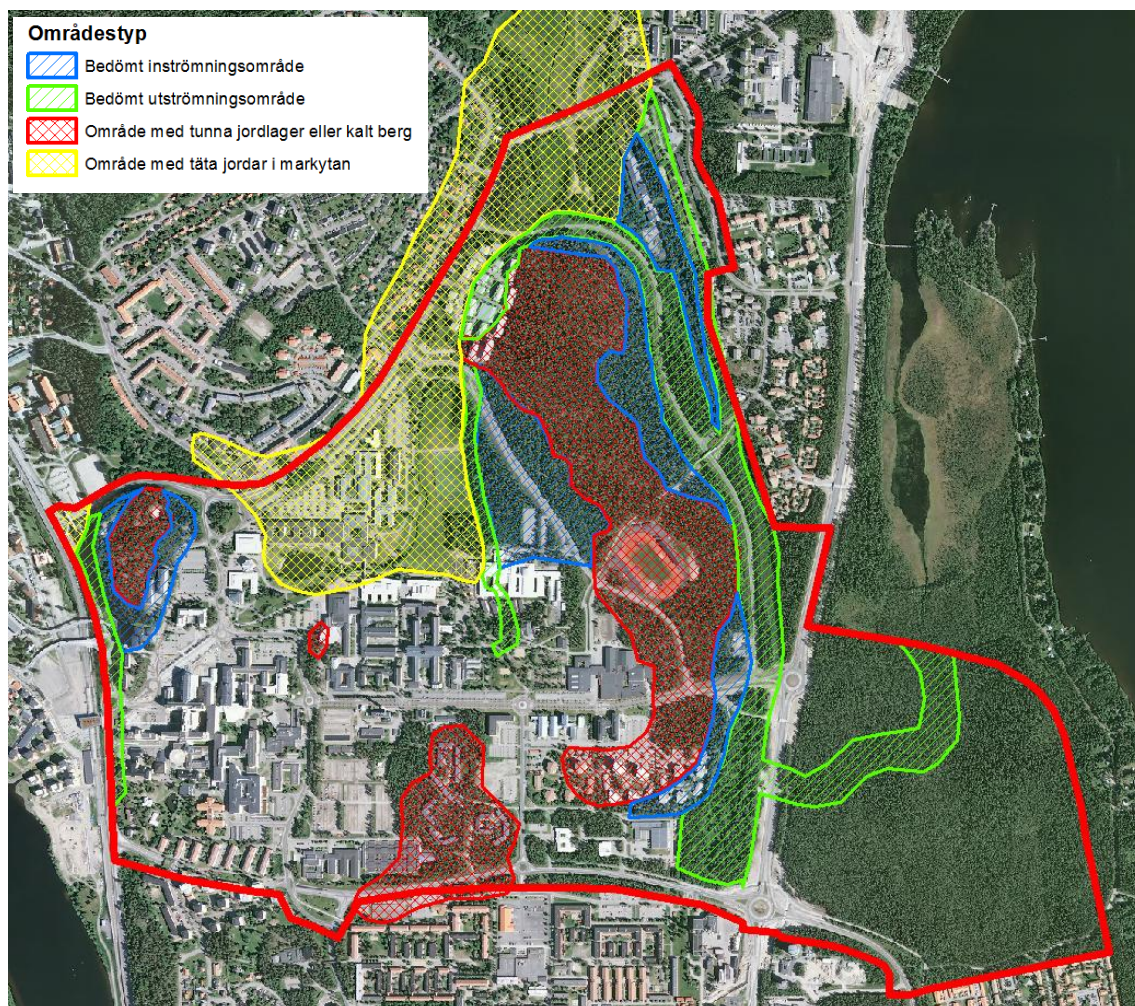 Områdestyp
Bedömt inströmningsområde
Bedömt utströmningsområde
Område med tunna jordlager eller kalt berg
Område med täta jordar i markytan